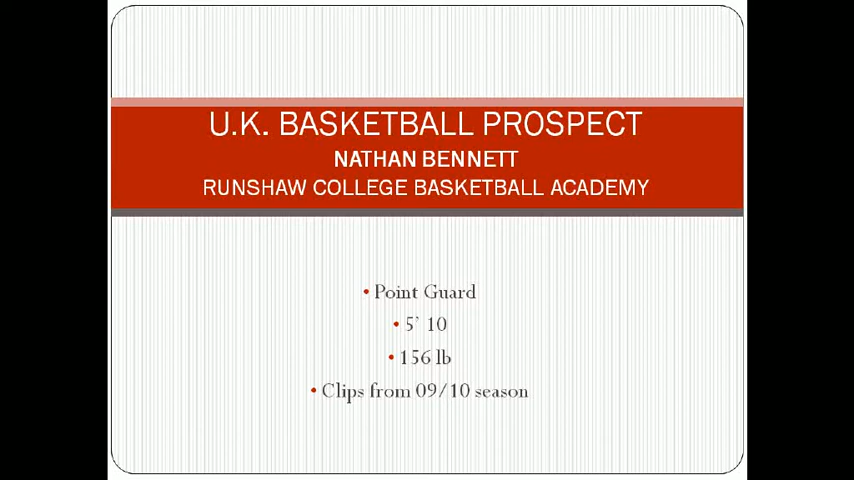 U.K. BASKETBALL PROSPECT
NATHAN BENNETT
RUNSHAW COLLEGE BASKETBALL ACADEMY
• Point Guard
• 5’ 10
• 156 lb
• Clips from 09/10 season